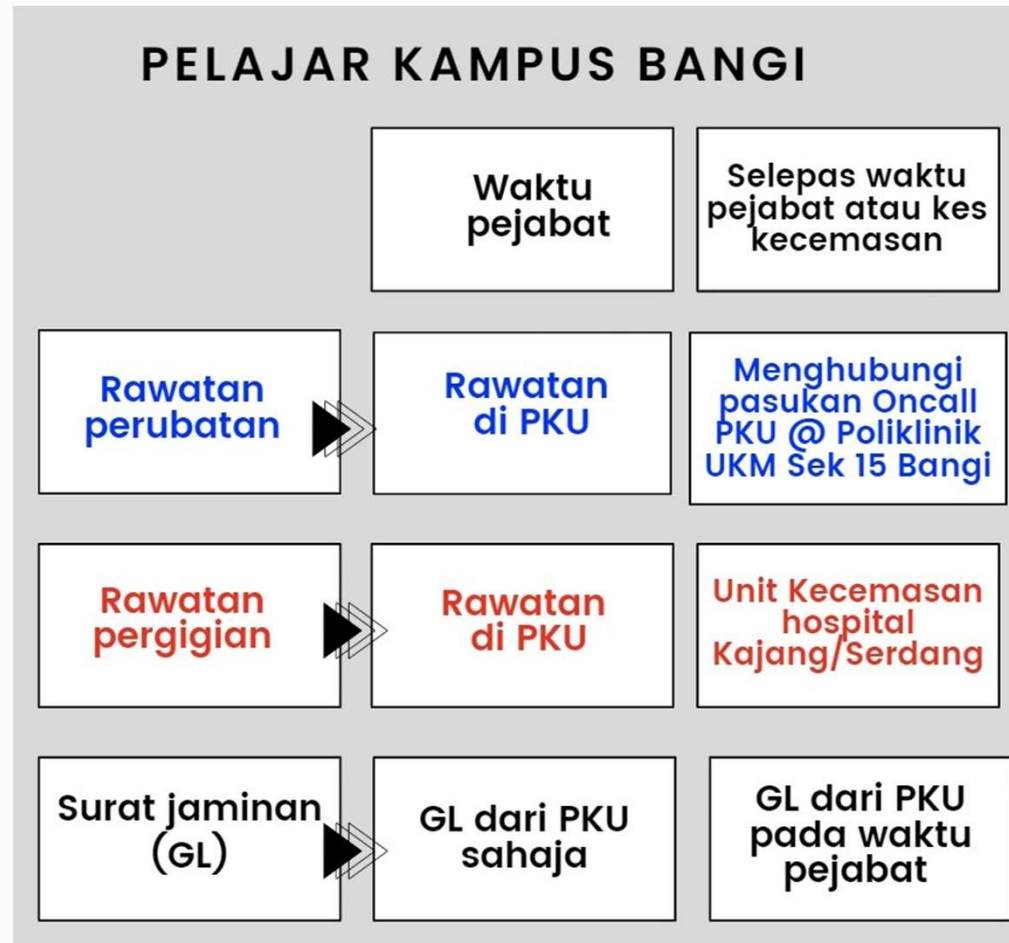 PELAJAR KAMPUS BANGI
Waktu
pejabat
Selepas waktu
pejabat atau kes
kecemasan
Rawatan
perubatan
Rawatan
di PKU
Menghubungi
pasukan Oncall
PKU @ Poliklinik
UKM Sek 15 Bangi
Rawatan
pergigian
Rawatan
di PKU
Unit Kecemasan
hospital
Kajang/Serdang
Surat jaminan
(GL)
GL dari PKU
sahaja
GL dari PKU
pada waktu
pejabat